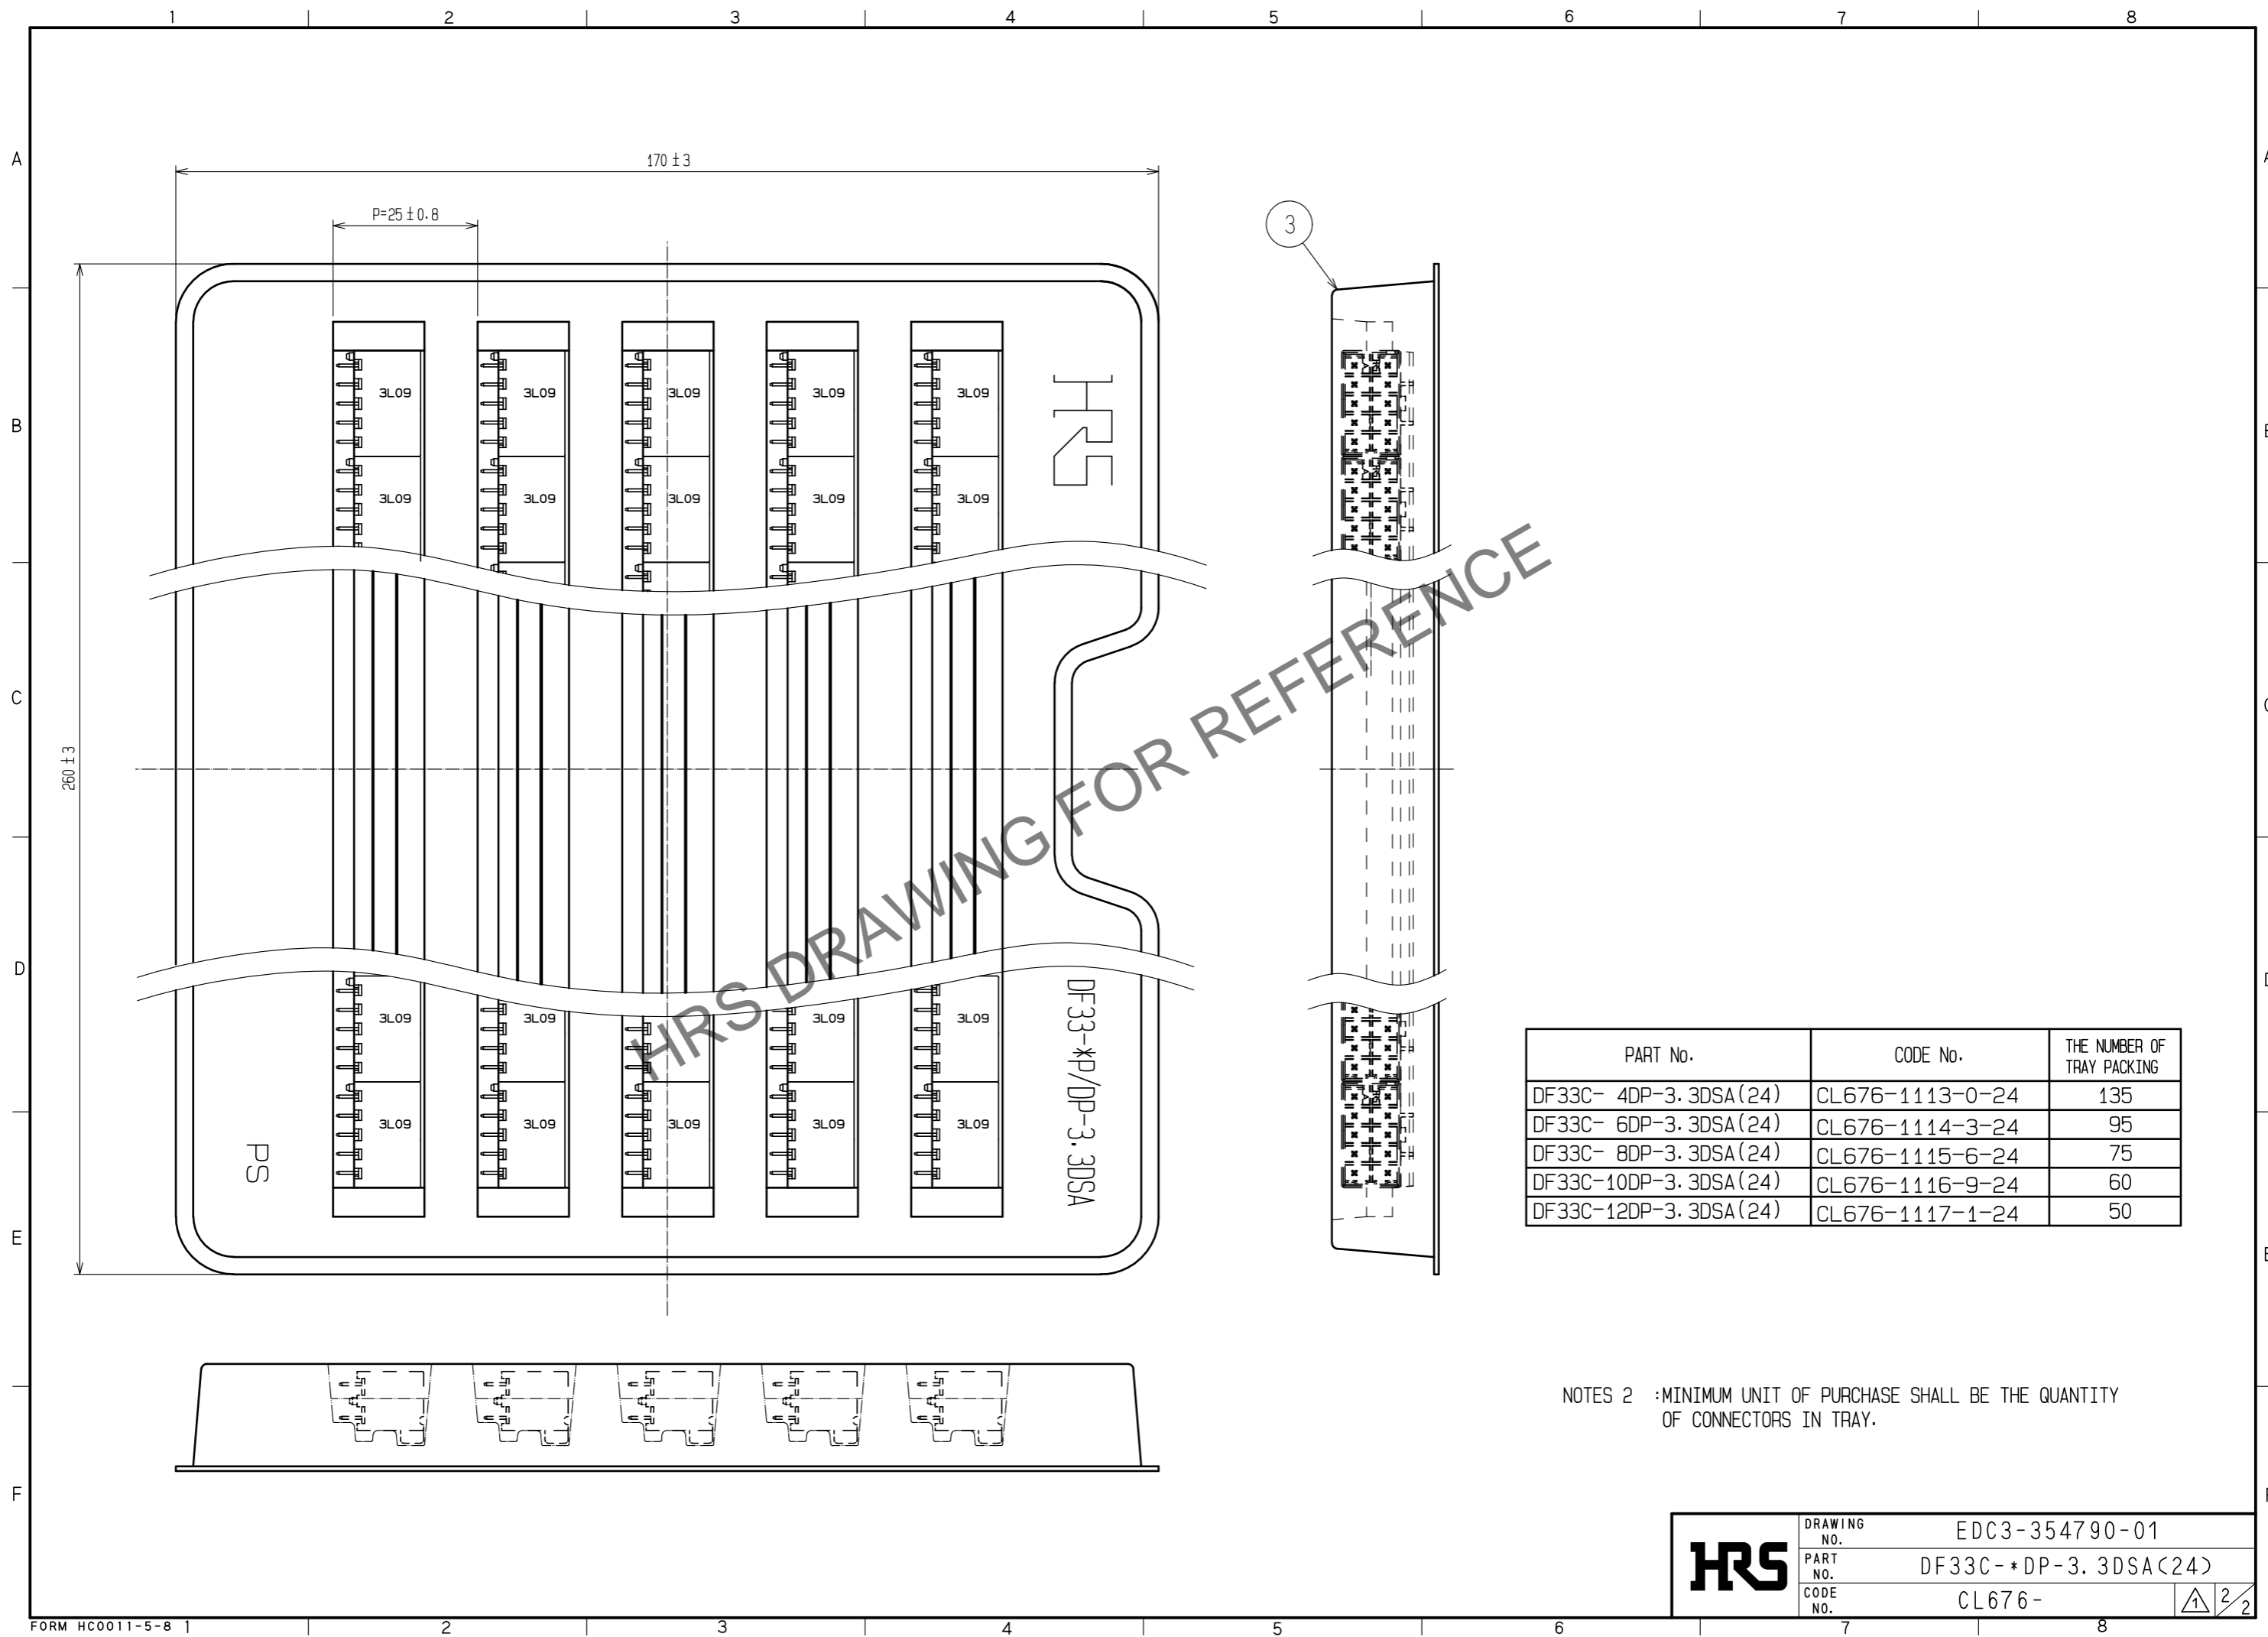 1 2 3 4 5 6 7 8
A
B
C
D
E
F
170±3
P=25±0.8
260±3
3
3L09 3L09 3L09 3L09 3L09
3L09 3L09 3L09 3L09 3L09
3L09 3L09 3L09 3L09 3L09
3L09 3L09 3L09 3L09 3L09
HRS
DF33-*P/DP-3.3DSA
PS
HRS DRAWING FOR REFERENCE
PART No. CODE No. THE NUMBER OF
TRAY PACKING
DF33C- 4DP-3.3DSA(24) CL676-1113-0-24 135
DF33C- 6DP-3.3DSA(24) CL676-1114-3-24 95
DF33C- 8DP-3.3DSA(24) CL676-1115-6-24 75
DF33C-10DP-3.3DSA(24) CL676-1116-9-24 60
DF33C-12DP-3.3DSA(24) CL676-1117-1-24 50
NOTES 2 :MINIMUM UNIT OF PURCHASE SHALL BE THE QUANTITY
OF CONNECTORS IN TRAY.
HRS
DRAWING NO. EDC3-354790-01
PART NO. DF33C-*DP-3.3DSA(24)
CODE NO. CL676- 1 2/2
FORM HC0011-5-8 1 2 3 4 5 6 7 8